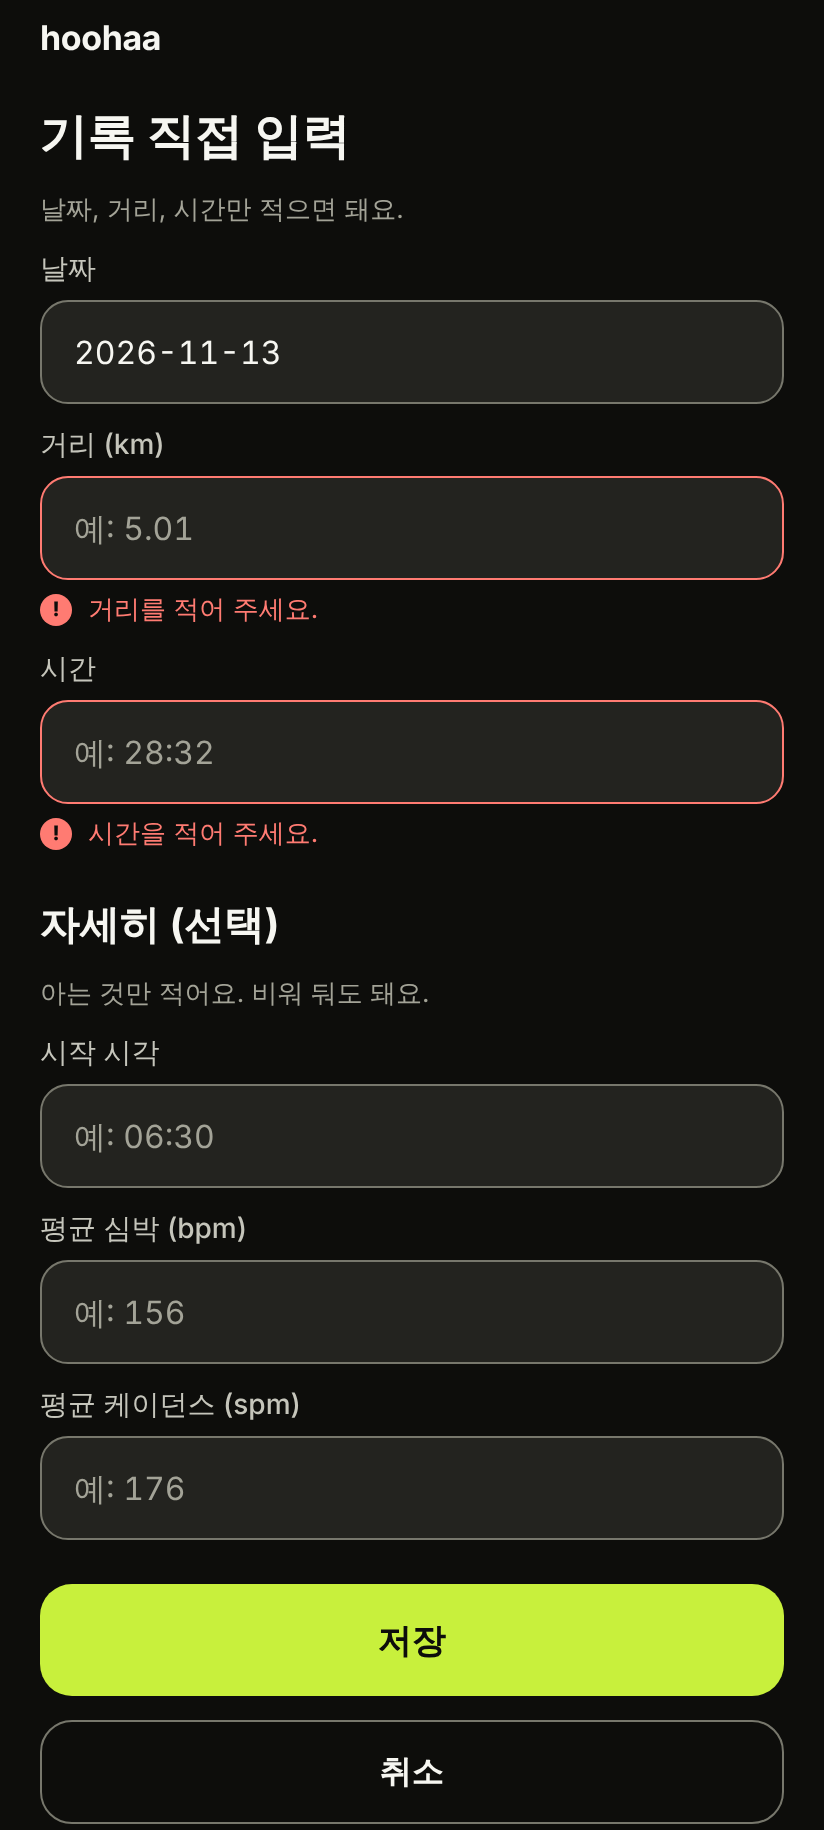 hoohaa
기록 직접 입력
날짜, 거리, 시간만 적으면 돼요.
날짜
2026-11-13
거리 (km)
예: 5.01
! 거리를 적어 주세요.
시간
예: 28:32
! 시간을 적어 주세요.
자세히 (선택)
아는 것만 적어요. 비워 둬도 돼요.
시작 시각
예: 06:30
평균 심박 (bpm)
예: 156
평균 케이던스 (spm)
예: 176
저장
취소